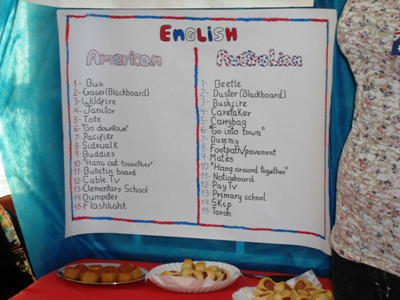 ENGLISH
American
1- Bug
2- Eraser (Blackboard)
3- Wildfire
4- Janitor
5- Tote
6- "Go downtown"
7- Pacifier
8- Sidewalk
9- Buddies
10- "Hang out together"
11- Bulletin board
12- Cable Tv
13- Elementary School
14- Dumpster
15- Flashlight
Australian
1- Beetle
2- Duster (Blackboard)
3- Bushfire
4- Caretaker
5- Carrybag
6- "Go into town"
7- Dummy
8- Footpath/pavement
9- Mates
10- "Hang around together"
11- Noticeboard
12- Pay Tv
13- Primary school
14- Skip
15- Torch